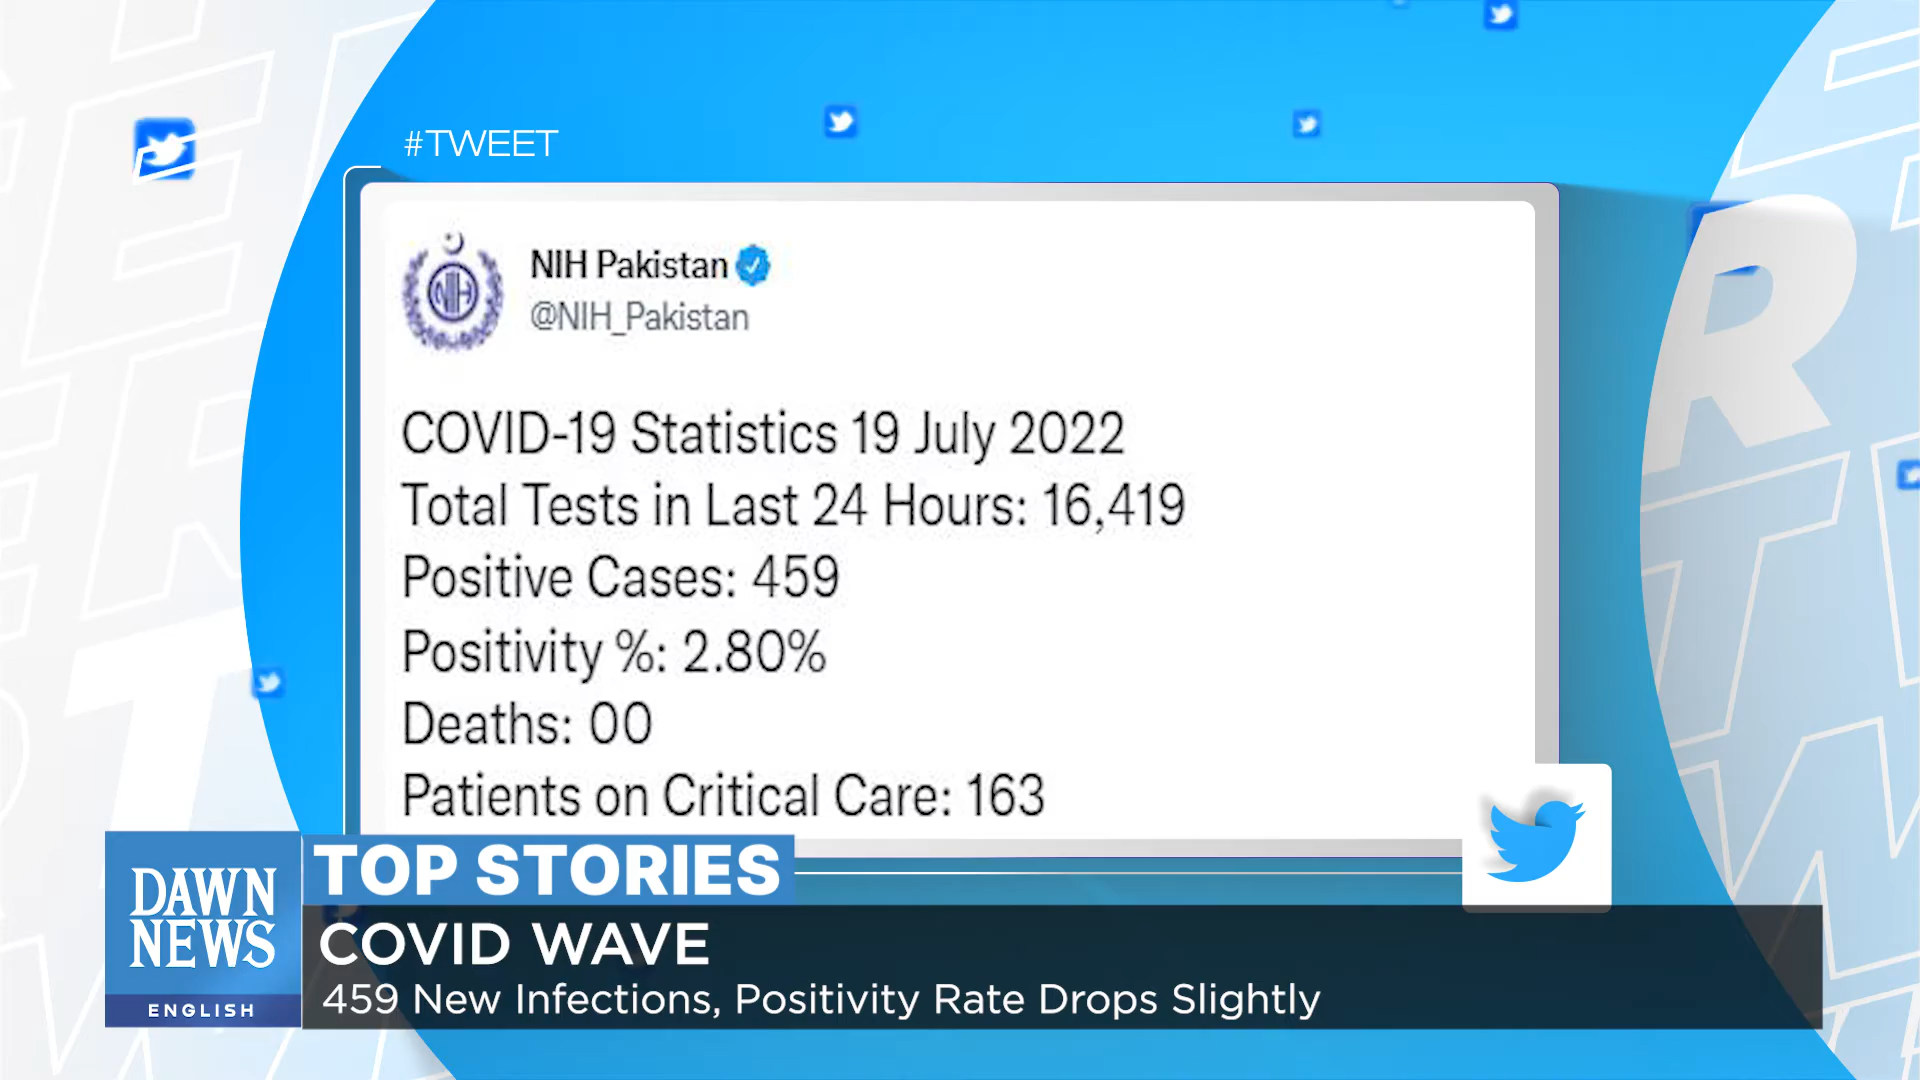 #TWEET
NIH Pakistan
@NIH_Pakistan
COVID-19 Statistics 19 July 2022
Total Tests in Last 24 Hours: 16,419
Positive Cases: 459
Positivity %: 2.80%
Deaths: 00
Patients on Critical Care: 163
TOP STORIES
DAWN
NEWS
ENGLISH
COVID WAVE
459 New Infections, Positivity Rate Drops Slightly